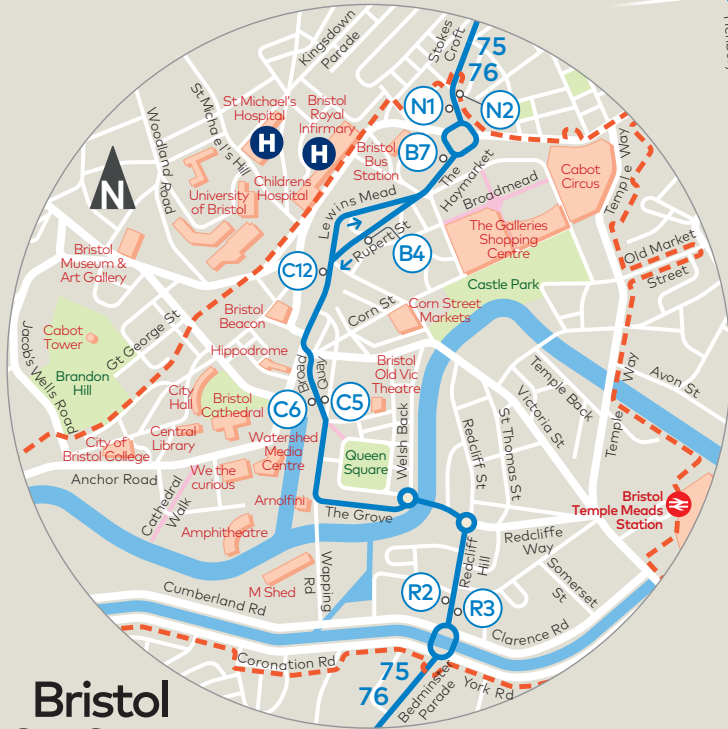 Kingsdown
Parade
Stokes
Croft
75
76
St Michael's
Hospital
St Michael's Hill
Woodland Road
Bristol
Royal
Infirmary
H
H
N1
N2
Bristol
Bus
Station
B7
The
Haymarket
Cabot
Circus
Temple Way
N
Childrens
Hospital
University
of Bristol
Lewins Mead
Broadmead
Rupert St
B4
The Galleries
Shopping
Centre
Old Market
Street
Bristol
Museum &
Art Gallery
C12
Castle Park
Corn St
Corn Street
Markets
Bristol
Beacon
Cabot
Tower
Gt George St
Jacob's Wells Road
Brandon
Hill
Hippodrome
Broad
Quay
Bristol
Old Vic
Theatre
Temple Back
Victoria St
Temple
Way
Avon St
City
Hall
Bristol
Cathedral
C6
C5
Welsh Back
Redcliff St
St Thomas St
Central
Library
City of
Bristol College
Watershed
Media
Centre
Queen
Square
Anchor Road
We the
curious
Cathedral
Walk
Arnolfini
Amphitheatre
The Grove
Bristol
Temple Meads
Station
Redcliffe
Way
Redcliff
Hill
M Shed
Wapping
Rd
Somerset
St
R2
R3
Cumberland Rd
Clarence Rd
Coronation Rd
75
76
Bedminster
Parade
York Rd
Bristol